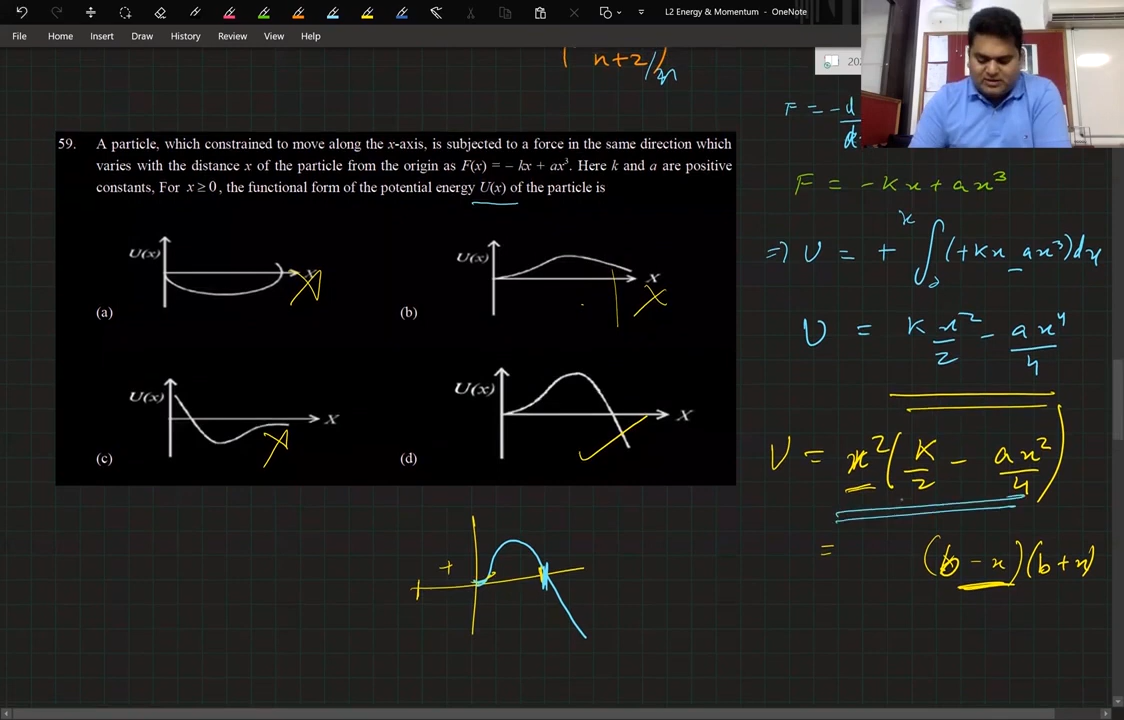 L2 Energy & Momentum - OneNote
File Home Insert Draw History Review View Help
n+2/n
202
F = -d
F = -kx + ax³
59. A particle, which constrained to move along the x-axis, is subjected to a force in the same direction which
varies with the distance x of the particle from the origin as F(x) = – kx + ax³. Here k and a are positive
constants, For x ≥ 0, the functional form of the potential energy U(x) of the particle is
U(x)
(a)
U(x) X
(b)
U(x) X
(c)
U(x) X
(d)
⇒ U = + ∫ (+kx - ax³) dx
U = k x²/2 - ax⁴/4
U = x² (k/2 - ax²/4)
= (b - x)(b + x)
+